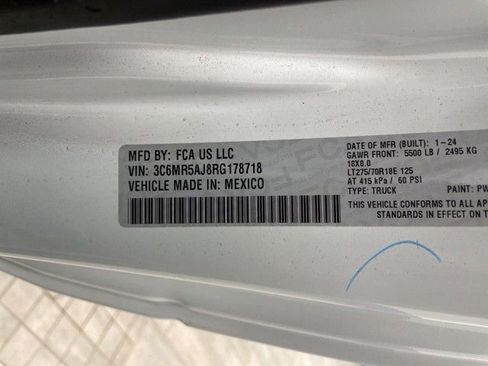 MFD BY: FCA US LLC
VIN: 3C6MR5AJ8RG178718
VEHICLE MADE IN: MEXICO
DATE OF MFR (BUILT): 1-24
GAWR FRONT: 5500 LB / 2495 KG
18X8.0
LT275/70R18E 125
AT 415 kPa / 60 PSI
TYPE: TRUCK PAINT: PW
THIS VEHICLE CONFORMS TO ALL AP
STANDARDS IN EFFECT ON T